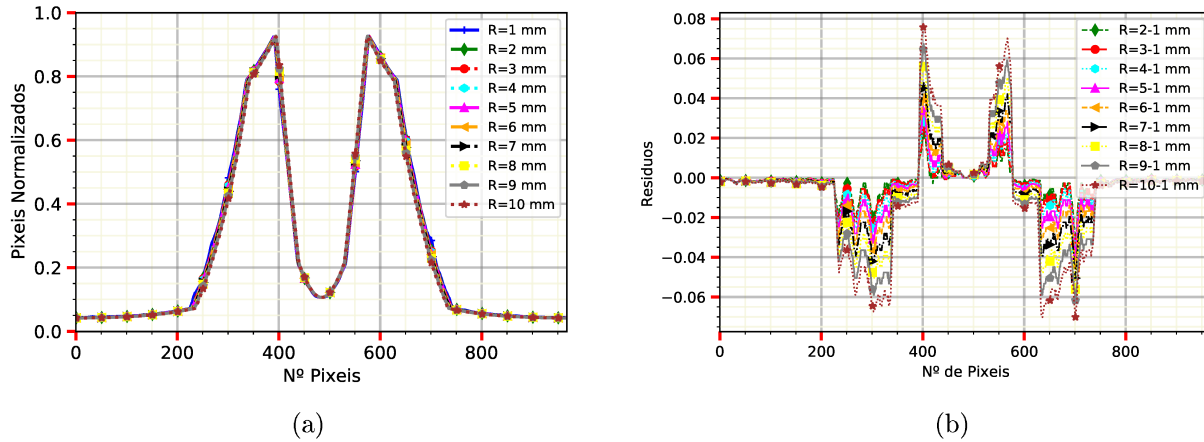 1.0
0.8
0.6
0.4
0.2
0.0
Pixeis Normalizados
0 200 400 600 800
Nº Pixeis
R=1 mm
R=2 mm
R=3 mm
R=4 mm
R=5 mm
R=6 mm
R=7 mm
R=8 mm
R=9 mm
R=10 mm
(a)
0.08
0.06
0.04
0.02
0.00
−0.02
−0.04
−0.06
Residuos
0 200 400 600 800
Nº de Pixeis
R=2-1 mm
R=3-1 mm
R=4-1 mm
R=5-1 mm
R=6-1 mm
R=7-1 mm
R=8-1 mm
R=9-1 mm
R=10-1 mm
(b)